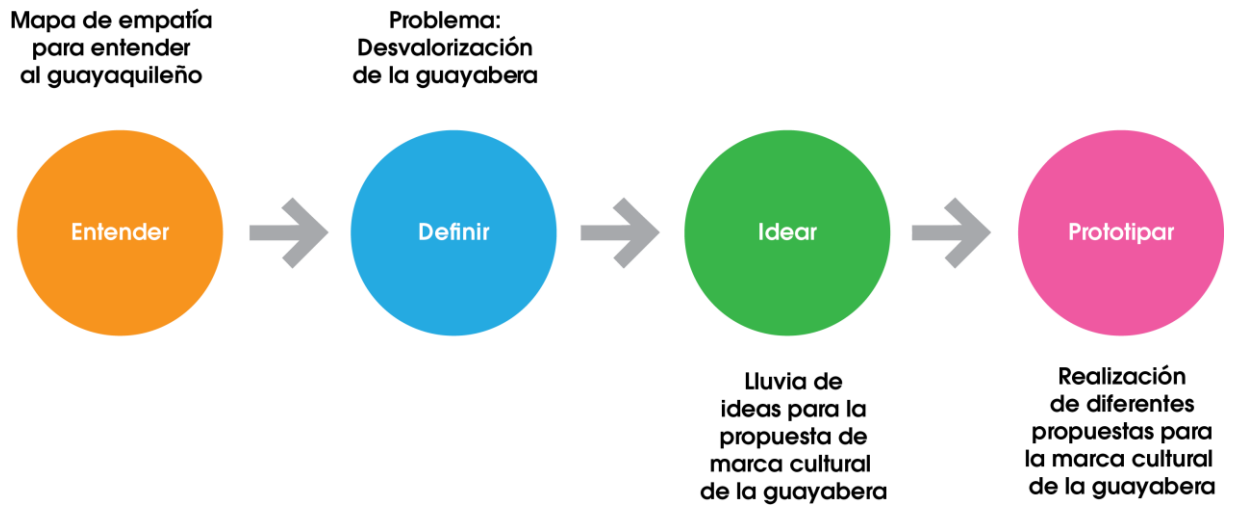 Mapa de empatía
para entender
al guayaquileño
Problema:
Desvalorización
de la guayabera
Entender
Definir
Idear
Prototipar
Lluvia de
ideas para la
propuesta de
marca cultural
de la guayabera
Realización
de diferentes
propuestas para
la marca cultural
de la guayabera